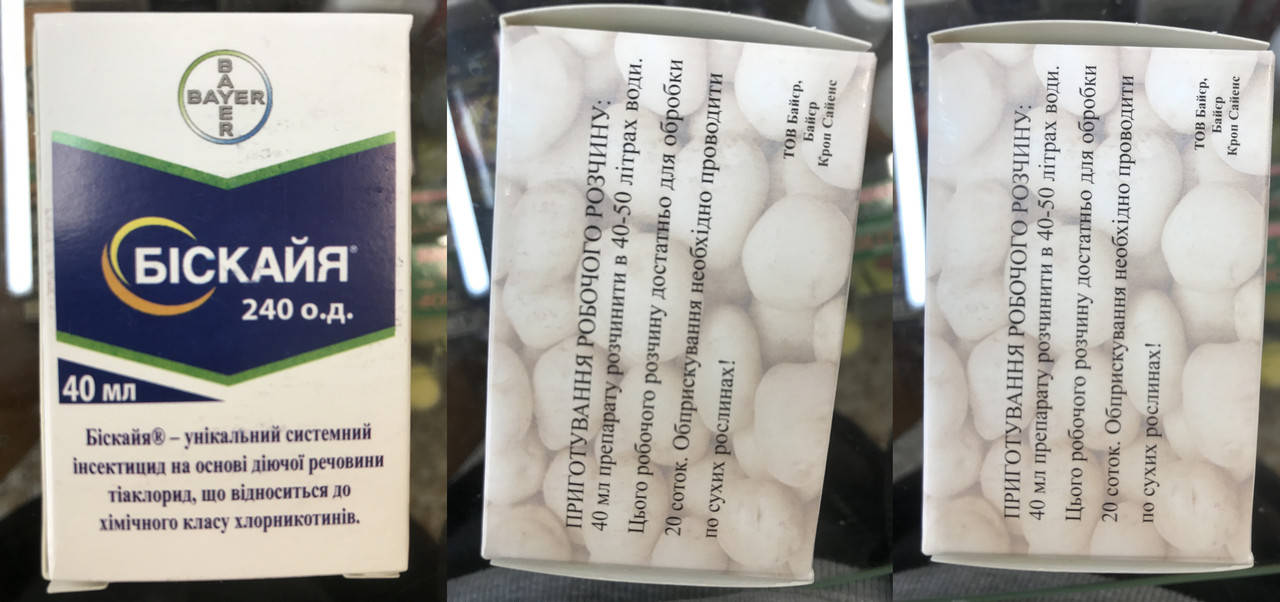 BAYER
BAYER
БІСКАЙЯ®
240 о.д.
40 мл
Біскайя® – унікальний системний
інсектицид на основі діючої речовини
тіаклорид, що відноситься до
хімічного класу хлорникотинів.
ПРИГОТУВАННЯ РОБОЧОГО РОЗЧИНУ:
40 мл препарату розчинити в 40-50 літрах води.
Цього робочого розчину достатньо для обробки
20 соток. Обприскування необхідно проводити
по сухих рослинах!
ТОВ Байєр,
Байєр
Кроп Сайенс
ПРИГОТУВАННЯ РОБОЧОГО РОЗЧИНУ:
40 мл препарату розчинити в 40-50 літрах води.
Цього робочого розчину достатньо для обробки
20 соток. Обприскування необхідно проводити
по сухих рослинах!
ТОВ Байєр,
Байєр
Кроп Сайенс